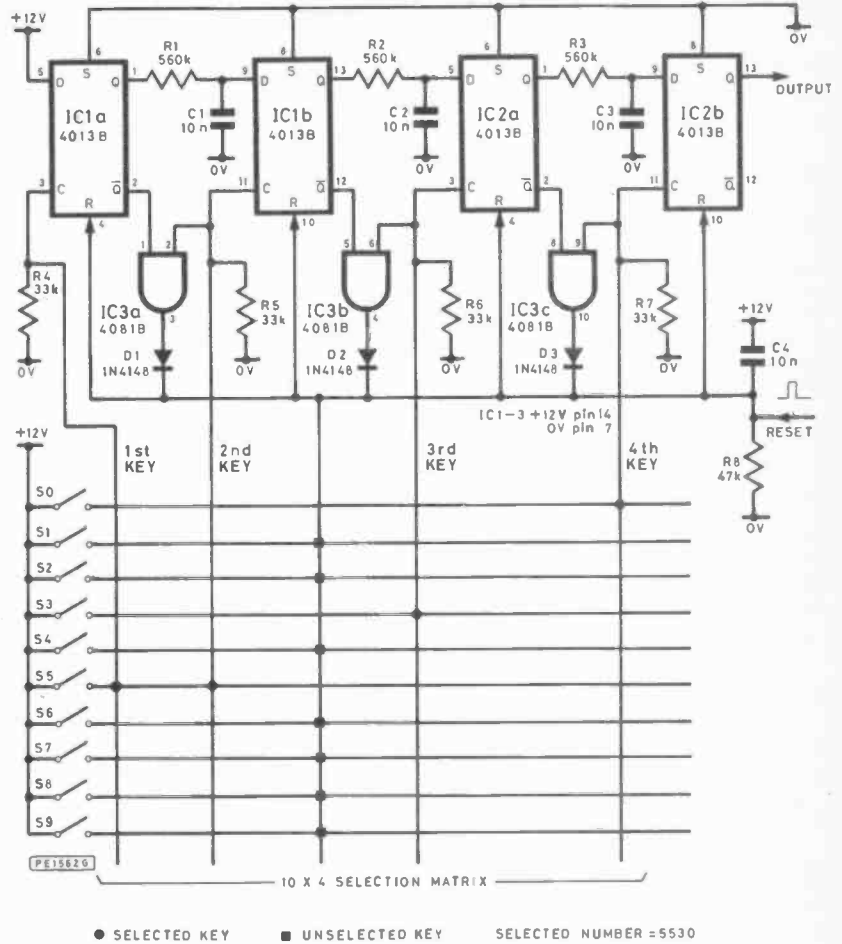 +12V
0V
6 8 6 8
5 D S Q 1
R1
560k
9 D S Q 13
R2
560k
5 D S Q 1
R3
560k
9 D S Q 13
OUTPUT
IC1a
4013B
C1
10n
0V
IC1b
4013B
C2
10n
0V
IC2a
4013B
C3
10n
0V
IC2b
4013B
3 C Q̅ 2
R
4
11 C Q̅ 12
R
10
3 C Q̅ 2
R
4
11 C Q̅ 12
R
10
1 2
5 6
8 9
R4
33k
0V
IC3a
4081B
3
R5
33k
0V
IC3b
4081B
4
R6
33k
0V
IC3c
4081B
10
R7
33k
0V
+12V
C4
10n
D1
1N4148
D2
1N4148
D3
1N4148
IC1-3 +12V pin 14
0V pin 7
RESET
R8
47k
0V
+12V
1st
KEY
2nd
KEY
3rd
KEY
4th
KEY
S0
S1
S2
S3
S4
S5
S6
S7
S8
S9
PE1562G
10 X 4 SELECTION MATRIX
● SELECTED KEY ■ UNSELECTED KEY SELECTED NUMBER =5530